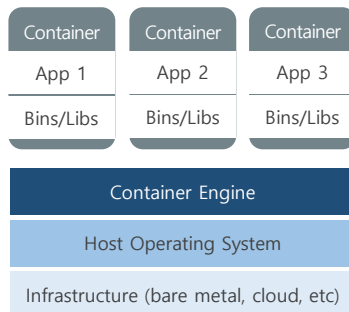 Container
Container
Container
App 1
App 2
App 3
Bins/Libs
Bins/Libs
Bins/Libs
Container Engine
Host Operating System
Infrastructure (bare metal, cloud, etc)